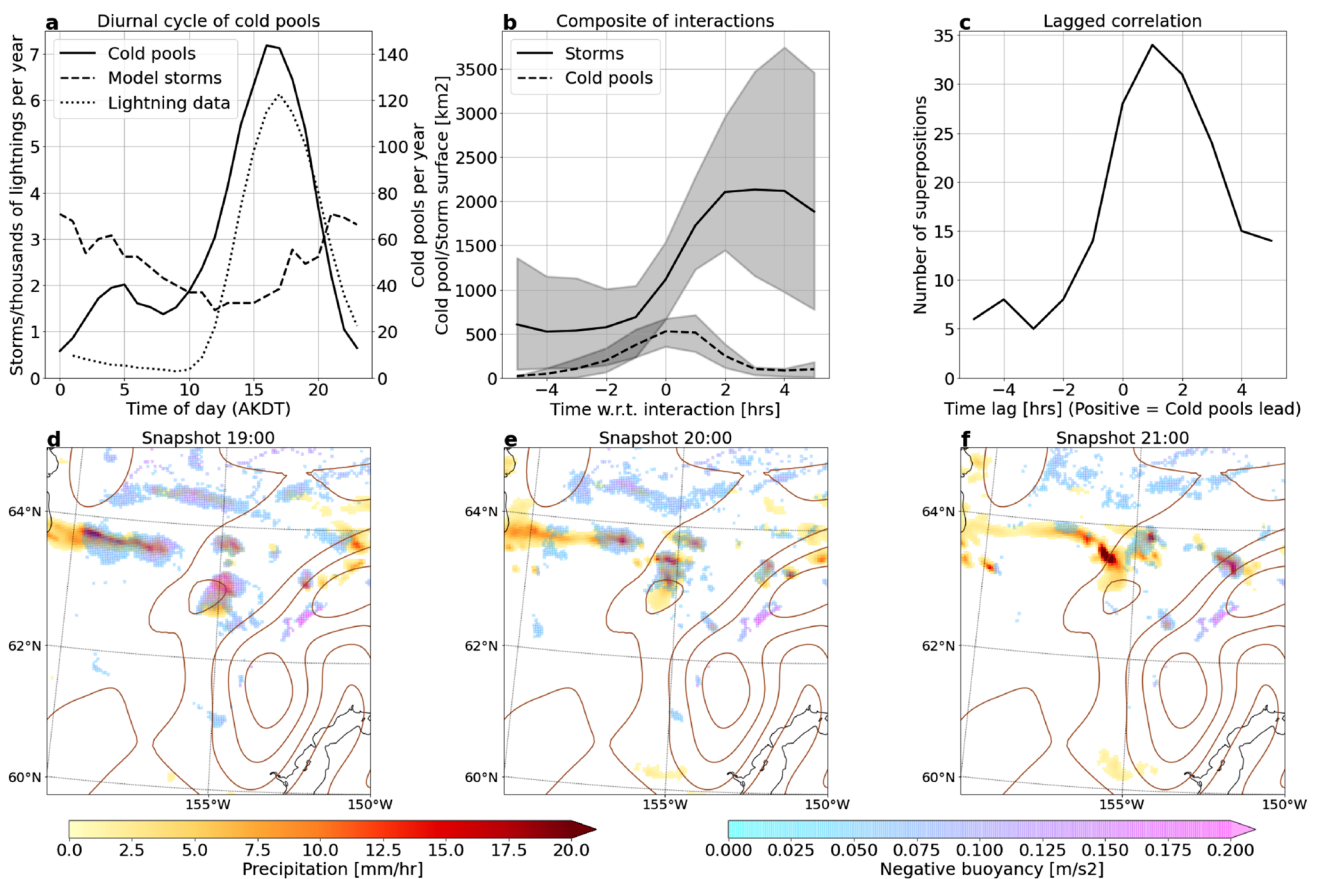 a Diurnal cycle of cold pools
Storms/thousands of lightnings per year
7
6
5
4
3
2
1
0
Cold pools
Model storms
Lightning data
140
120
100
80
60
40
20
0
Cold pools per year
0 5 10 15 20
Time of day (AKDT)
b Composite of interactions
Cold pool/Storm surface [km2]
3500
3000
2500
2000
1500
1000
500
0
Storms
Cold pools
−4 −2 0 2 4
Time w.r.t. interaction [hrs]
c Lagged correlation
Number of superpositions
35
30
25
20
15
10
5
0
−4 −2 0 2 4
Time lag [hrs] (Positive = Cold pools lead)
d Snapshot 19:00
64°N
62°N
60°N
155°W 150°W
e Snapshot 20:00
64°N
62°N
60°N
155°W 150°W
f Snapshot 21:00
64°N
62°N
60°N
155°W 150°W
0.0 2.5 5.0 7.5 10.0 12.5 15.0 17.5 20.0
Precipitation [mm/hr]
0.000 0.025 0.050 0.075 0.100 0.125 0.150 0.175 0.200
Negative buoyancy [m/s2]